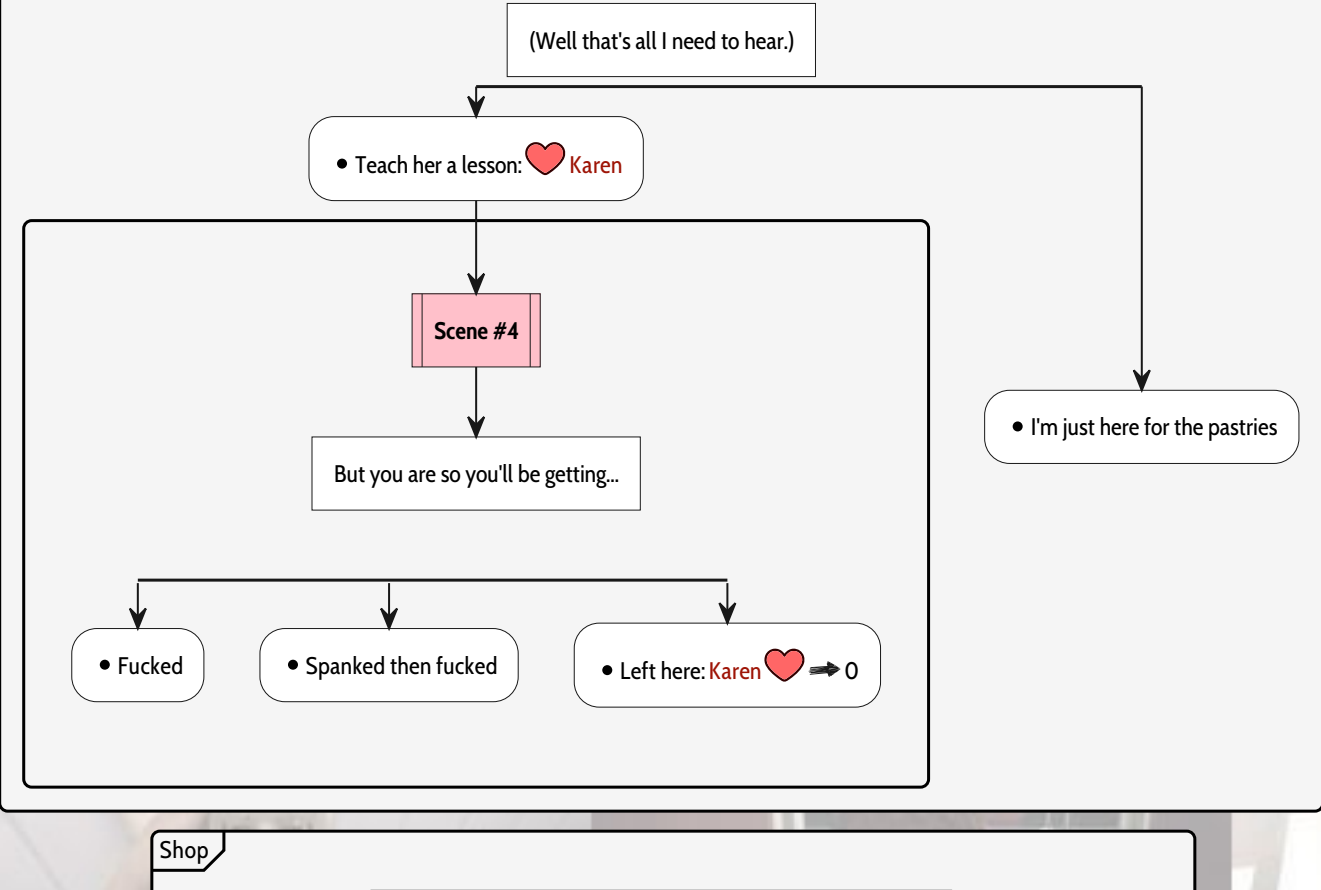 (Well that's all I need to hear.)
• Teach her a lesson: Karen
Scene #4
• I'm just here for the pastries
But you are so you'll be getting...
• Fucked
• Spanked then fucked
• Left here: Karen 0
Shop